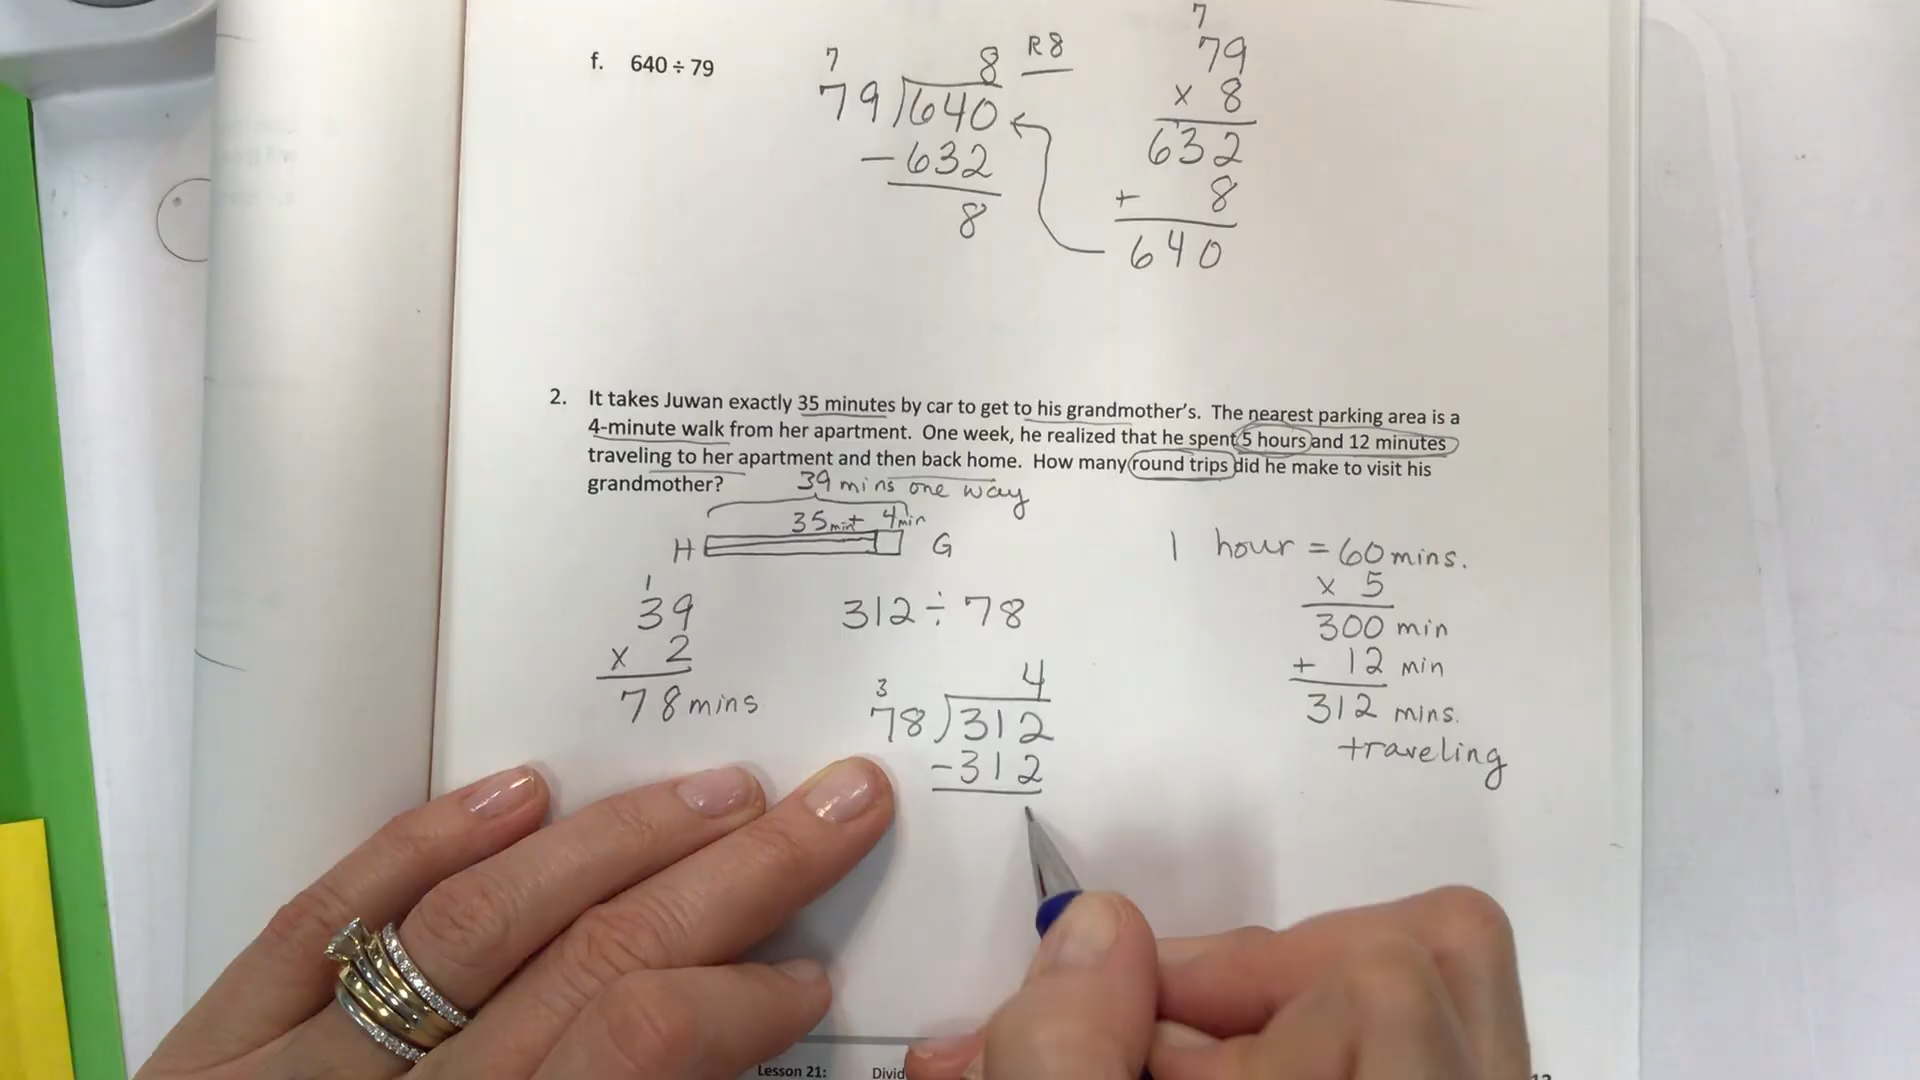 f. 640 ÷ 79
7
8 R8
79)640
-632
8
7
79
x 8
632
+ 8
640
2. It takes Juwan exactly 35 minutes by car to get to his grandmother's. The nearest parking area is a
4-minute walk from her apartment. One week, he realized that he spent 5 hours and 12 minutes
traveling to her apartment and then back home. How many round trips did he make to visit his
grandmother?
39 mins one way
35 min + 4 min
H G
1
39
x 2
78 mins
312 ÷ 78
4
3
78)312
-312
1 hour = 60 mins.
x 5
300 min
+ 12 min
312 mins.
traveling
Lesson 21: Divid